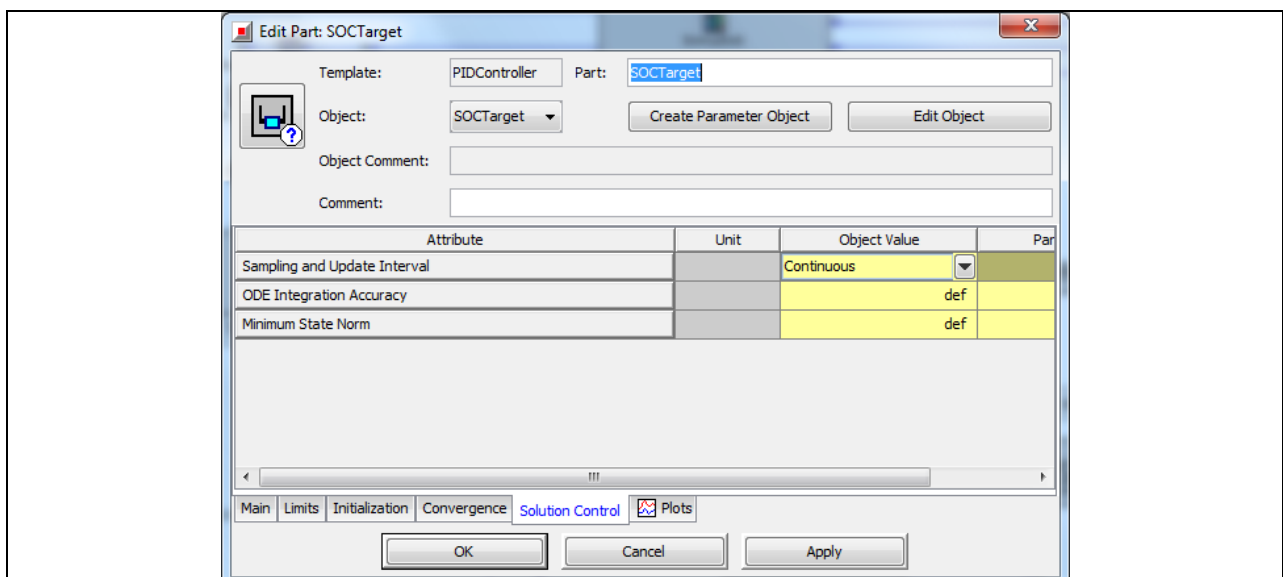 Edit Part: SOCTarget
Template: PIDController Part: SOCTarget
Object: SOCTarget Create Parameter Object Edit Object
Object Comment:
Comment:
Attribute Unit Object Value Par
Sampling and Update Interval Continuous
ODE Integration Accuracy def
Minimum State Norm def
Main Limits Initialization Convergence Solution Control Plots
OK Cancel Apply